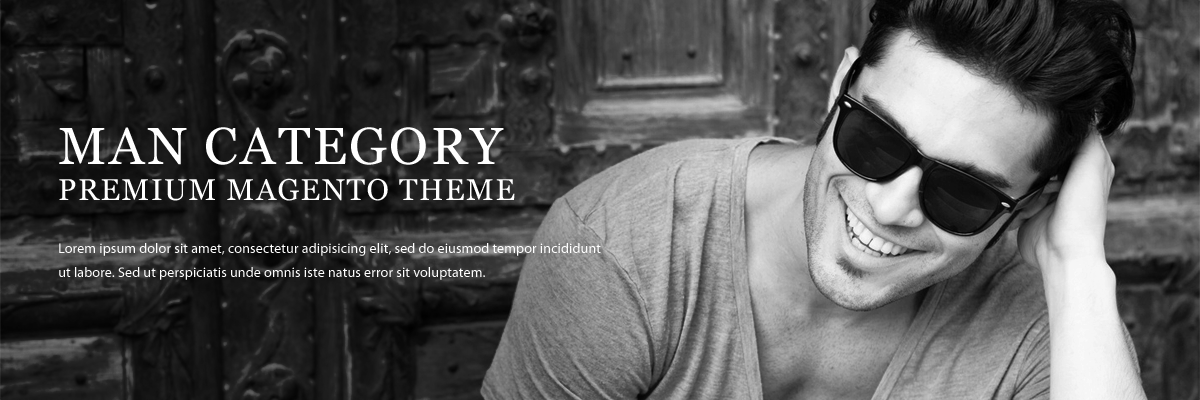 MAN CATEGORY
PREMIUM MAGENTO THEME
Lorem ipsum dolor sit amet, consectetur adipisicing elit, sed do eiusmod tempor incididunt
ut labore. Sed ut perspiciatis unde omnis iste natus error sit voluptatem.